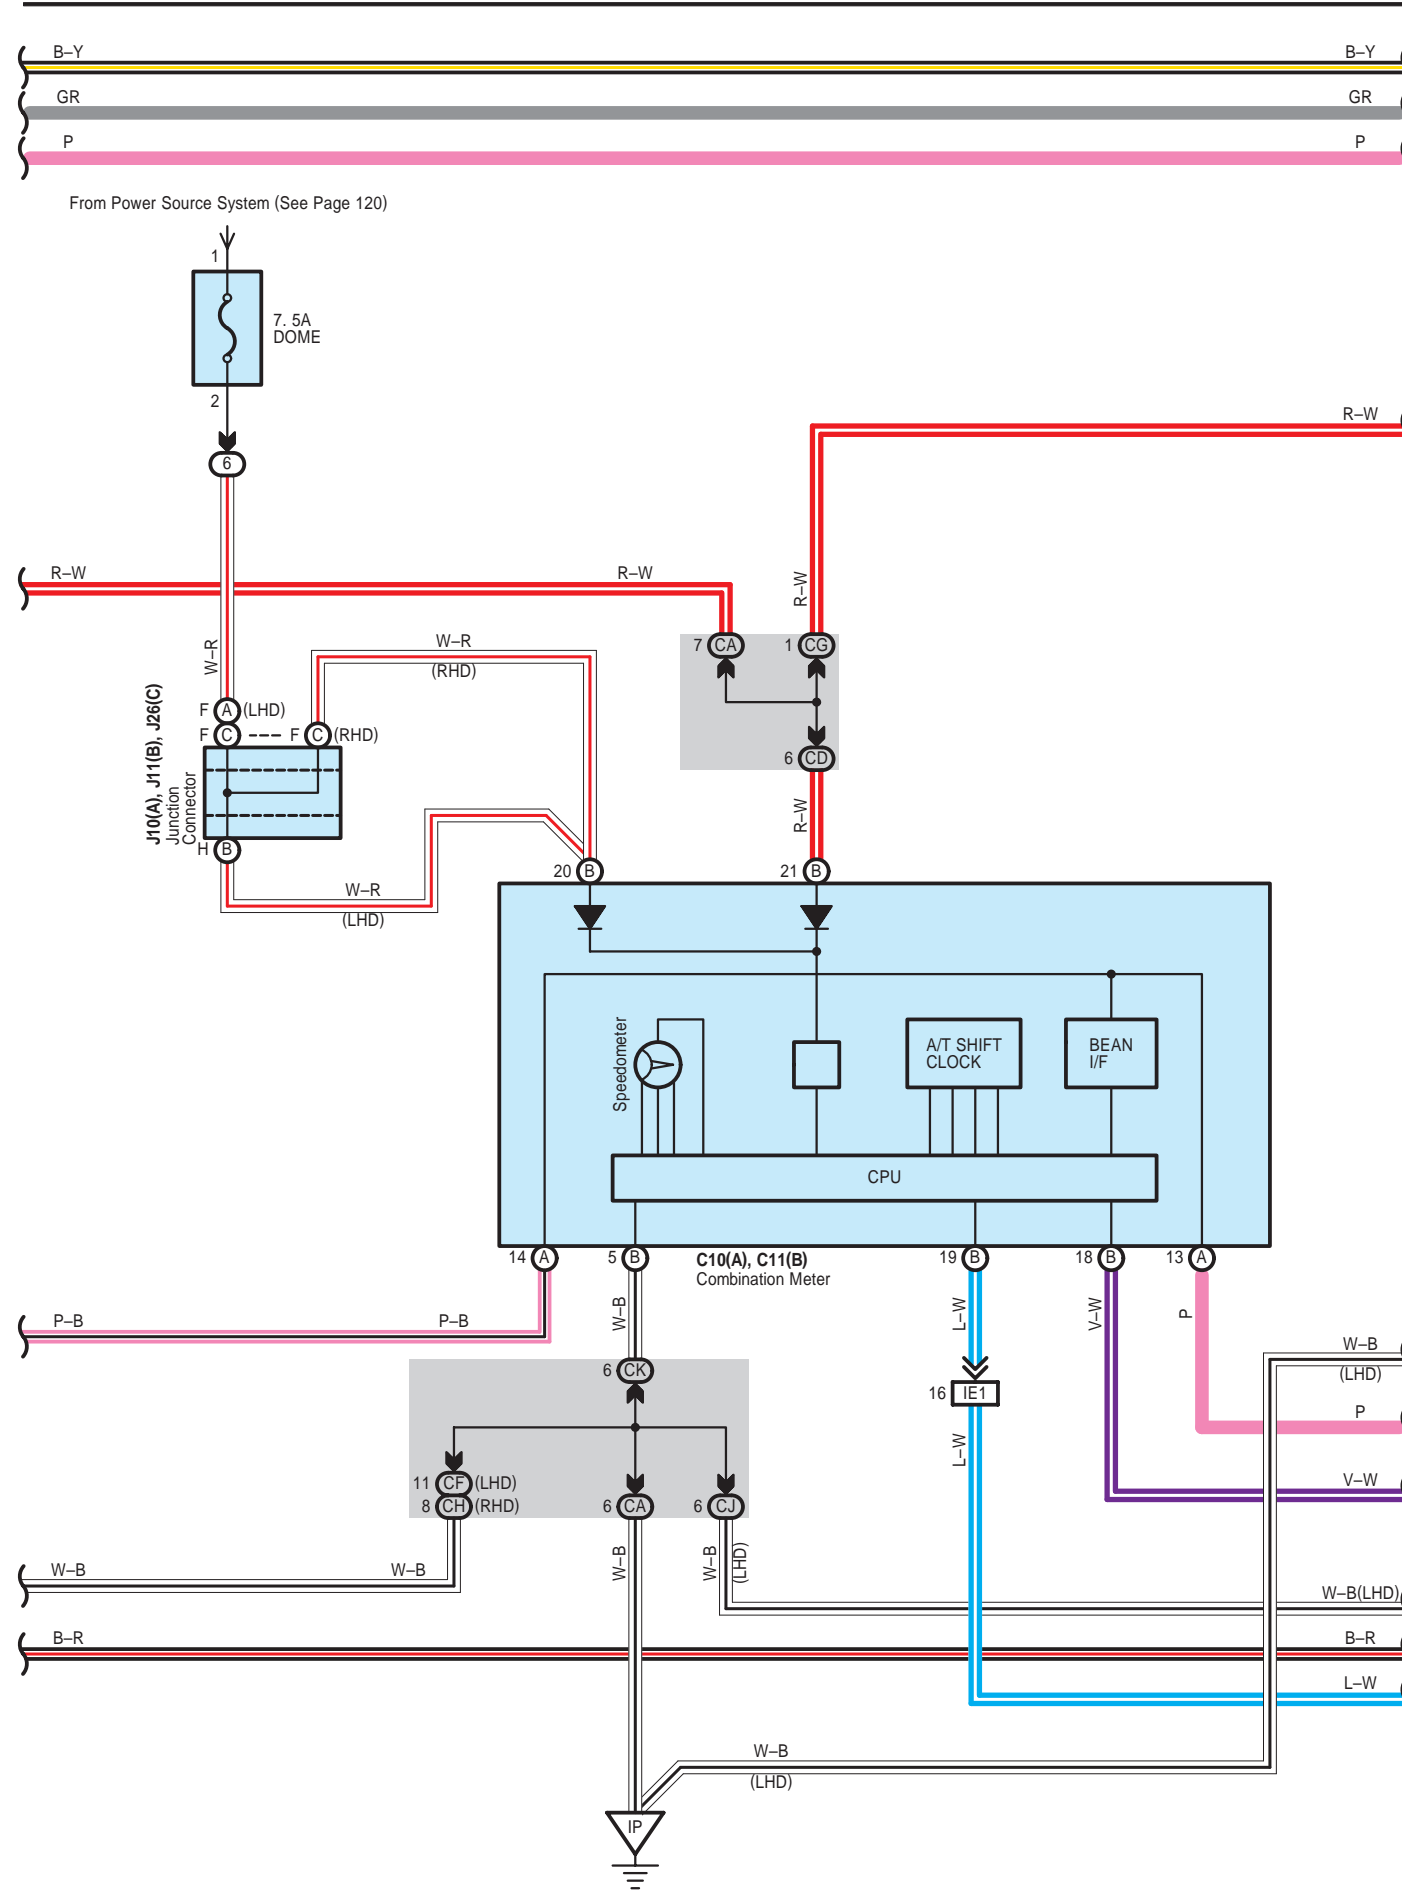 B–Y
B–Y
GR
GR
P
P
From Power Source System (See Page 120)
1
7. 5A
DOME
2
R–W
6
R–W
R–W
R–W
W–R
W–R
(RHD)
7 CA
1 CG
F A (LHD)
F C
F C (RHD)
6 CD
J10(A), J11(B), J26(C)
Junction
Connector
R–W
H B
20 B
21 B
W–R
(LHD)
Speedometer
A/T SHIFT
CLOCK
BEAN
I/F
CPU
14 A
5 B
C10(A), C11(B)
Combination Meter
19 B
18 B
13 A
P–B
P–B
W–B
L–W
V–W
P
W–B
(LHD)
6 CK
16 IE1
P
L–W
11 CF (LHD)
8 CH (RHD)
6 CA
6 CJ
V–W
W–B
W–B
W–B
W–B
(LHD)
W–B(LHD)
B–R
B–R
L–W
W–B
(LHD)
IP